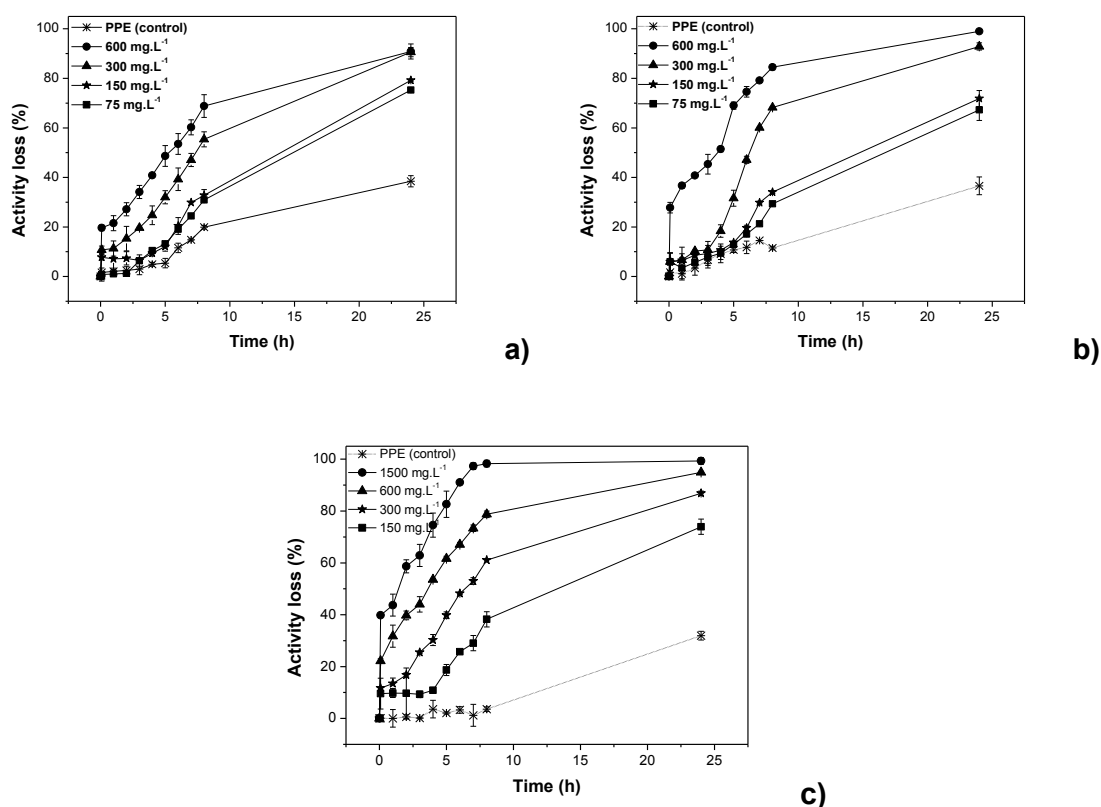 PPE (control)
600 mg.L⁻¹
300 mg.L⁻¹
150 mg.L⁻¹
75 mg.L⁻¹
100
80
60
40
20
0
Activity loss (%)
0 5 10 15 20 25
Time (h)
a)
PPE (control)
600 mg.L⁻¹
300 mg.L⁻¹
150 mg.L⁻¹
75 mg.L⁻¹
100
80
60
40
20
0
Activity loss (%)
0 5 10 15 20 25
Time (h)
b)
PPE (control)
1500 mg.L⁻¹
600 mg.L⁻¹
300 mg.L⁻¹
150 mg.L⁻¹
100
80
60
40
20
0
Activity loss (%)
0 5 10 15 20 25
Time (h)
c)